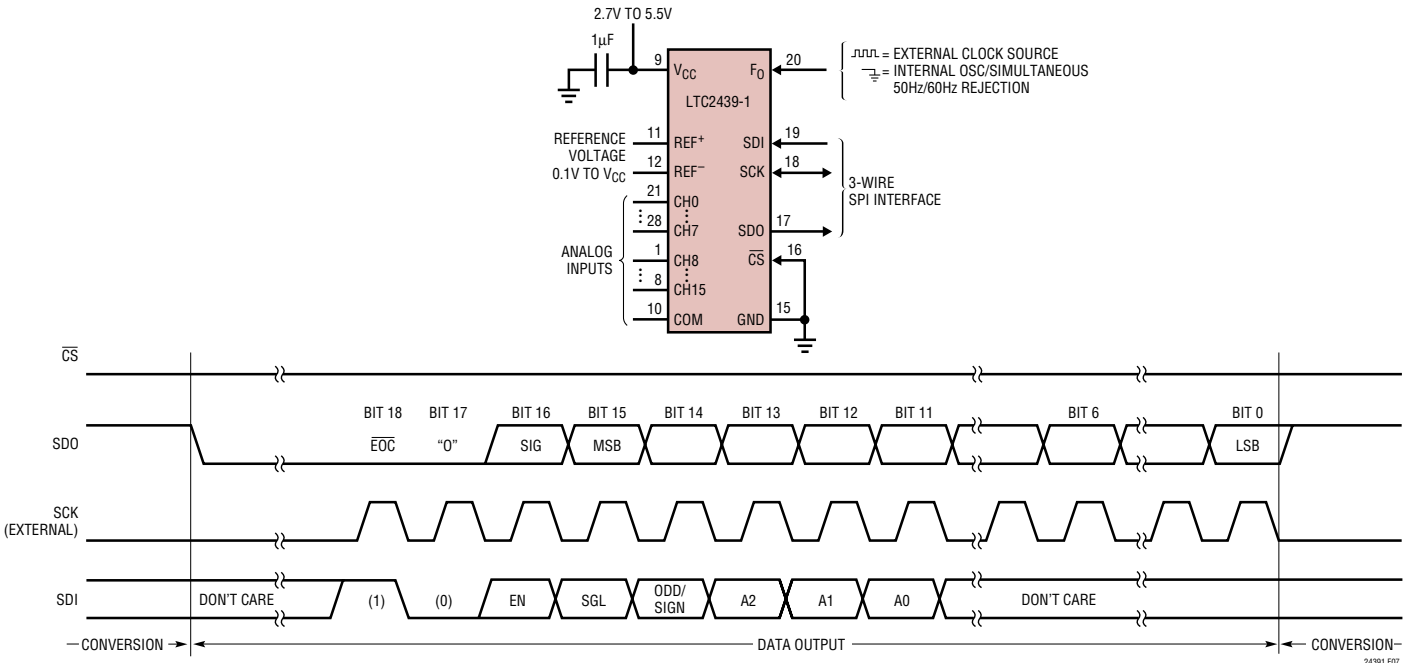 2.7V TO 5.5V
1µF
9
VCC
FO
20
= EXTERNAL CLOCK SOURCE
= INTERNAL OSC/SIMULTANEOUS
50Hz/60Hz REJECTION
LTC2439-1
REFERENCE
VOLTAGE
0.1V TO VCC
11
REF+
SDI
19
12
REF–
SCK
18
3-WIRE
SPI INTERFACE
21
CH0
28
CH7
SDO
17
ANALOG
INPUTS
1
CH8
CS
16
8
CH15
10
COM
GND
15
CS
BIT 18 BIT 17 BIT 16 BIT 15 BIT 14 BIT 13 BIT 12 BIT 11 BIT 6 BIT 0
SDO
EOC "0" SIG MSB LSB
SCK
(EXTERNAL)
SDI
DON'T CARE (1) (0) EN SGL ODD/
SIGN A2 A1 A0 DON'T CARE
CONVERSION DATA OUTPUT CONVERSION
24391 F07